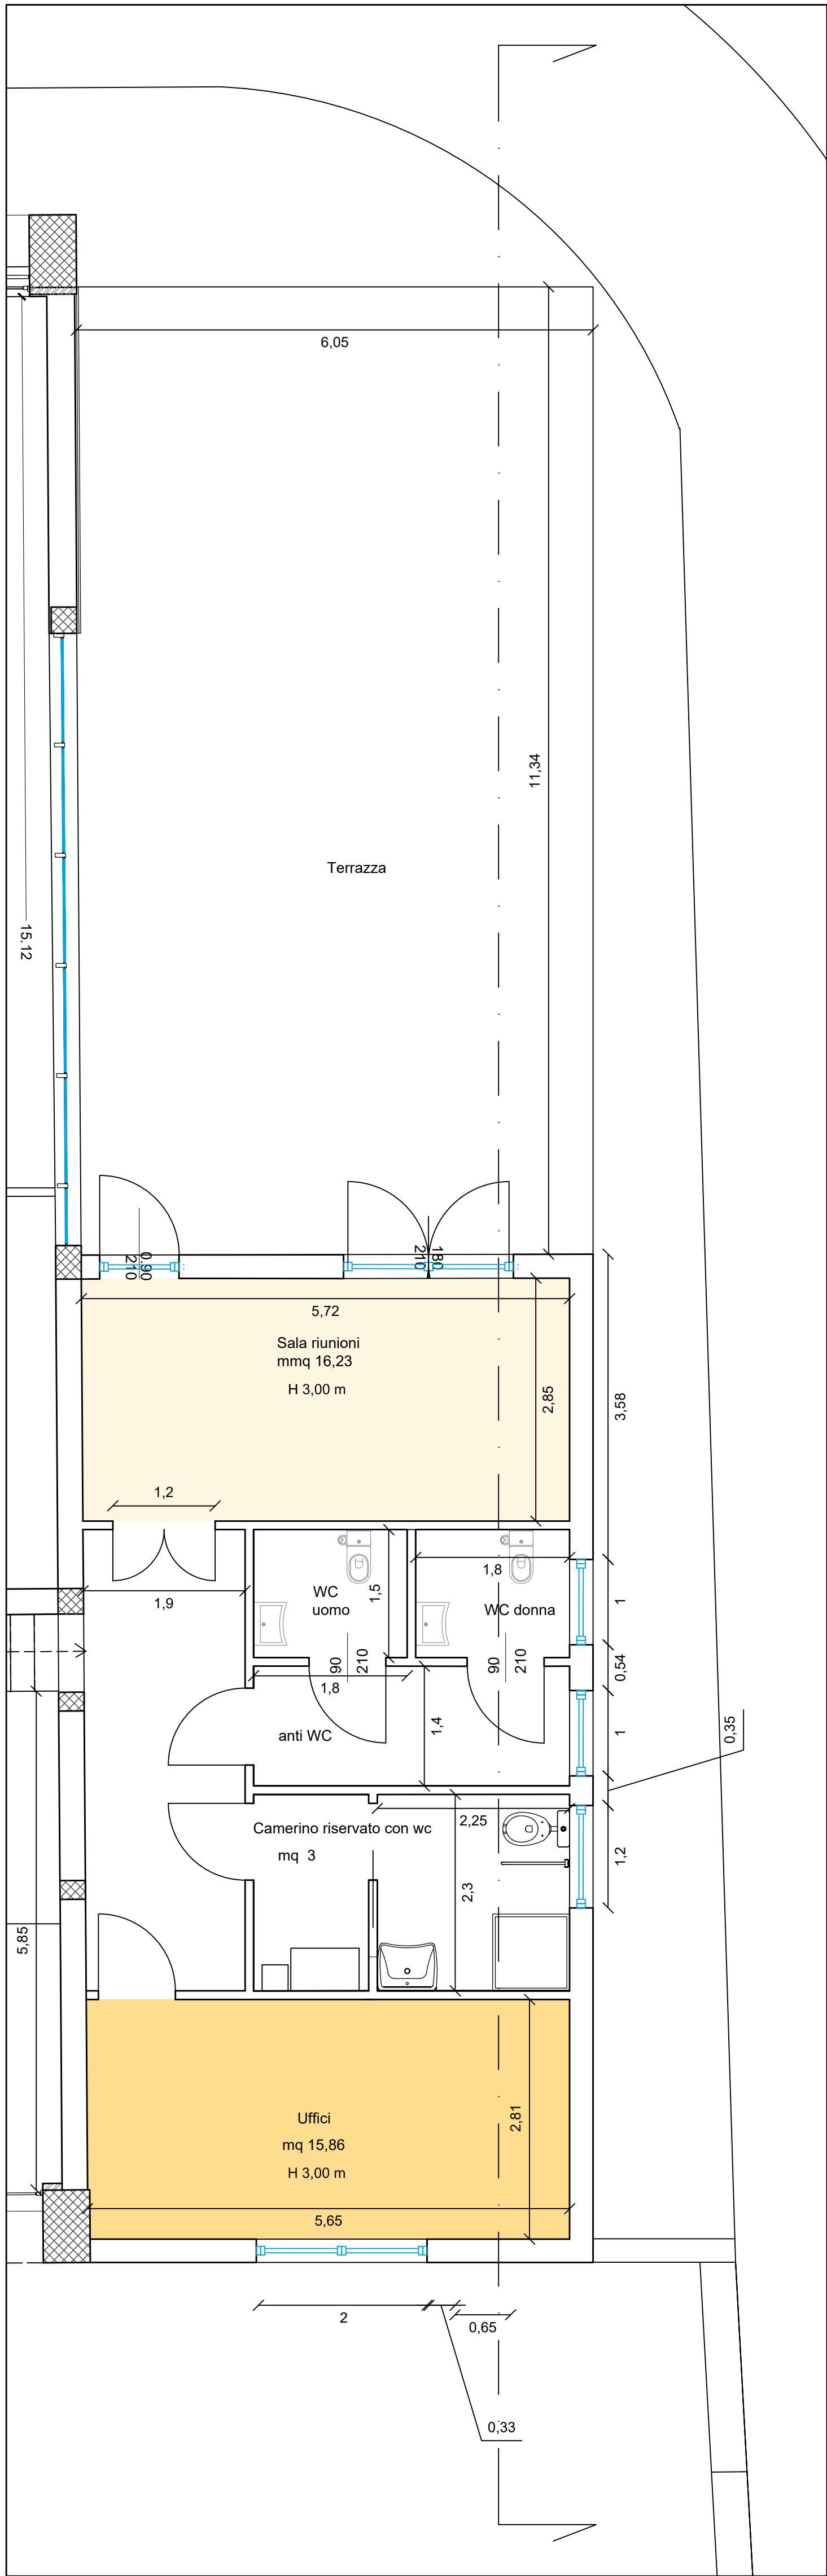 6,05
11,34
Terrazza
15.12
0.90
210
180
210
5,72
Sala riunioni
mmq 16,23
H 3,00 m
2,85
3,58
1,2
1,9
WC
uomo
1,5
1,8
WC donna
1
0,54
90
210
90
210
1,8
1,4
anti WC
1
0,35
Camerino riservato con wc
mq 3
2,25
2,3
1,2
5,85
Uffici
mq 15,86
H 3,00 m
2,81
5,65
2
0,65
0,33